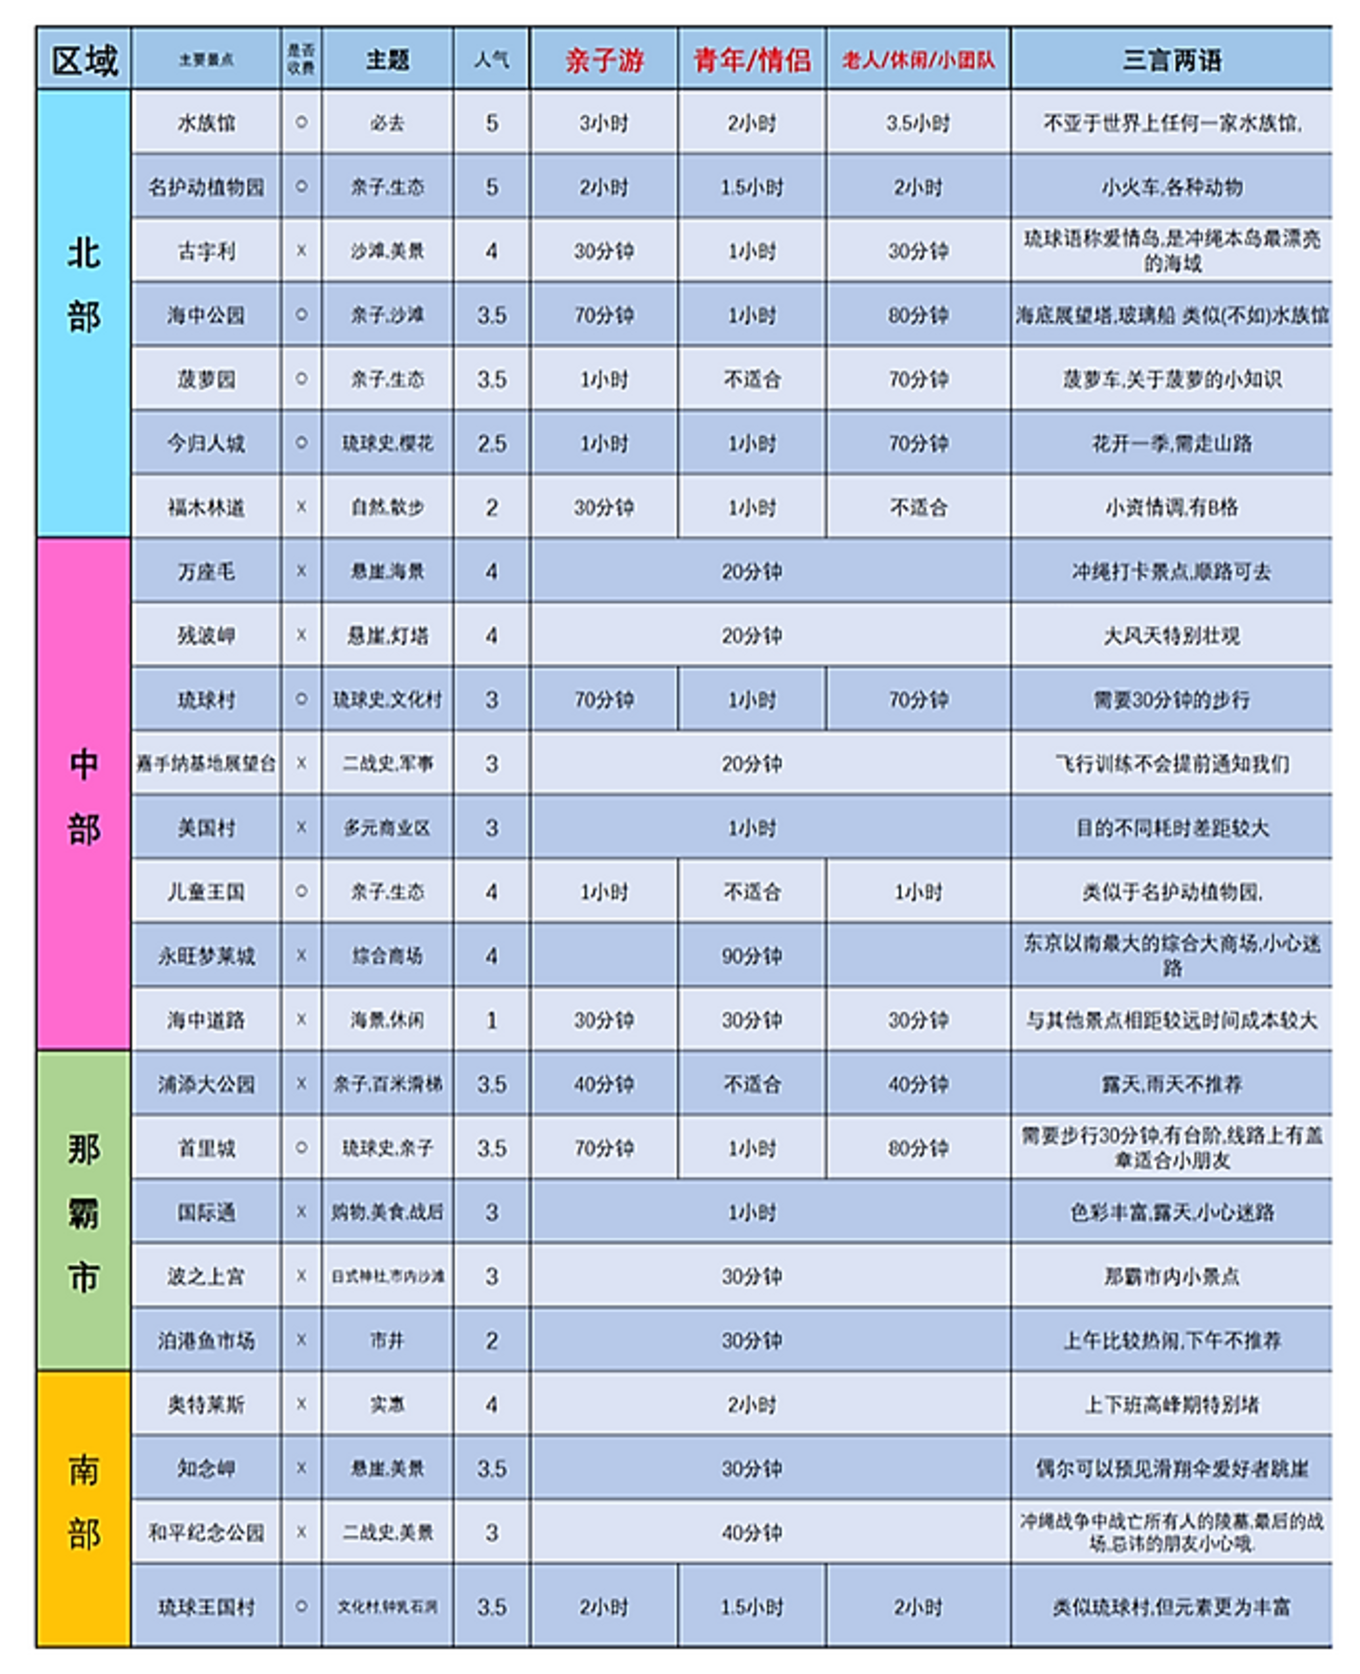 区域 主要景点 是否收费 主题 人气 亲子游 青年/情侣 老人/休闲/小团队 三言两语
北部
水族馆 ○ 必去 5 3小时 2小时 3.5小时 不亚于世界上任何一家水族馆,
名护动植物园 ○ 亲子,生态 5 2小时 1.5小时 2小时 小火车,各种动物
古宇利 x 沙滩,美景 4 30分钟 1小时 30分钟 琉球语称爱情岛,是冲绳本岛最漂亮
的海域
海中公园 ○ 亲子,沙滩 3.5 70分钟 1小时 80分钟 海底展望塔,玻璃船 类似(不如)水族馆
菠萝园 ○ 亲子,生态 3.5 1小时 不适合 70分钟 菠萝车,关于菠萝的小知识
今归人城 ○ 琉球史,樱花 2.5 1小时 1小时 70分钟 花开一季,需走山路
福木林道 x 自然,散步 2 30分钟 1小时 不适合 小资情调,有B格
中部
万座毛 x 悬崖,海景 4 20分钟 冲绳打卡景点,顺路可去
残波岬 x 悬崖,灯塔 4 20分钟 大风天特别壮观
琉球村 ○ 琉球史,文化村 3 70分钟 1小时 70分钟 需要30分钟的步行
嘉手纳基地展望台 x 二战史,军事 3 20分钟 飞行训练不会提前通知我们
美国村 x 多元商业区 3 1小时 目的不同耗时差距较大
儿童王国 ○ 亲子,生态 4 1小时 不适合 1小时 类似于名护动植物园,
永旺梦莱城 x 综合商场 4 90分钟 东京以南最大的综合大商场,小心迷
路
海中道路 x 海景,休闲 1 30分钟 30分钟 30分钟 与其他景点相距较远时间成本较大
那霸市
浦添大公园 x 亲子,百米滑梯 3.5 40分钟 不适合 40分钟 露天,雨天不推荐
首里城 ○ 琉球史,亲子 3.5 70分钟 1小时 80分钟 需要步行30分钟,有台阶,线路上有盖
章适合小朋友
国际通 x 购物,美食,战后 3 1小时 色彩丰富,露天,小心迷路
波之上宫 x 日式神社,市内沙滩 3 30分钟 那霸市内小景点
泊港鱼市场 x 市井 2 30分钟 上午比较热闹,下午不推荐
南部
奥特莱斯 x 实惠 4 2小时 上下班高峰期特别堵
知念岬 x 悬崖,美景 3.5 30分钟 偶尔可以预见滑翔伞爱好者跳崖
和平纪念公园 x 二战史,美景 3 40分钟 冲绳战争中战亡所有人的陵墓,最后的战
场,忌讳的朋友小心哦.
琉球王国村 ○ 文化村,钟乳石洞 3.5 2小时 1.5小时 2小时 类似琉球村,但元素更为丰富